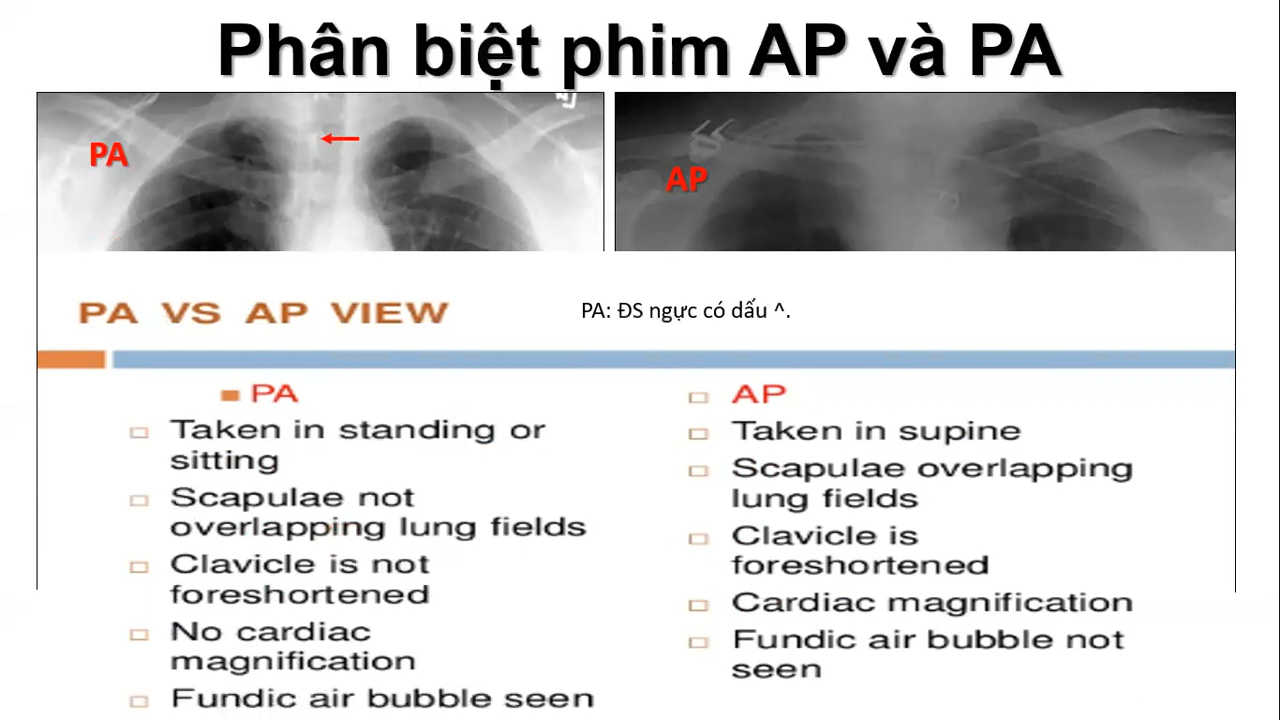 Phân biệt phim AP và PA
PA
AP
PA VS AP VIEW
PA: ĐS ngực có dấu ^.
PA
Taken in standing or
sitting
Scapulae not
overlapping lung fields
Clavicle is not
foreshortened
No cardiac
magnification
Fundic air bubble seen
AP
Taken in supine
Scapulae overlapping
lung fields
Clavicle is
foreshortened
Cardiac magnification
Fundic air bubble not
seen